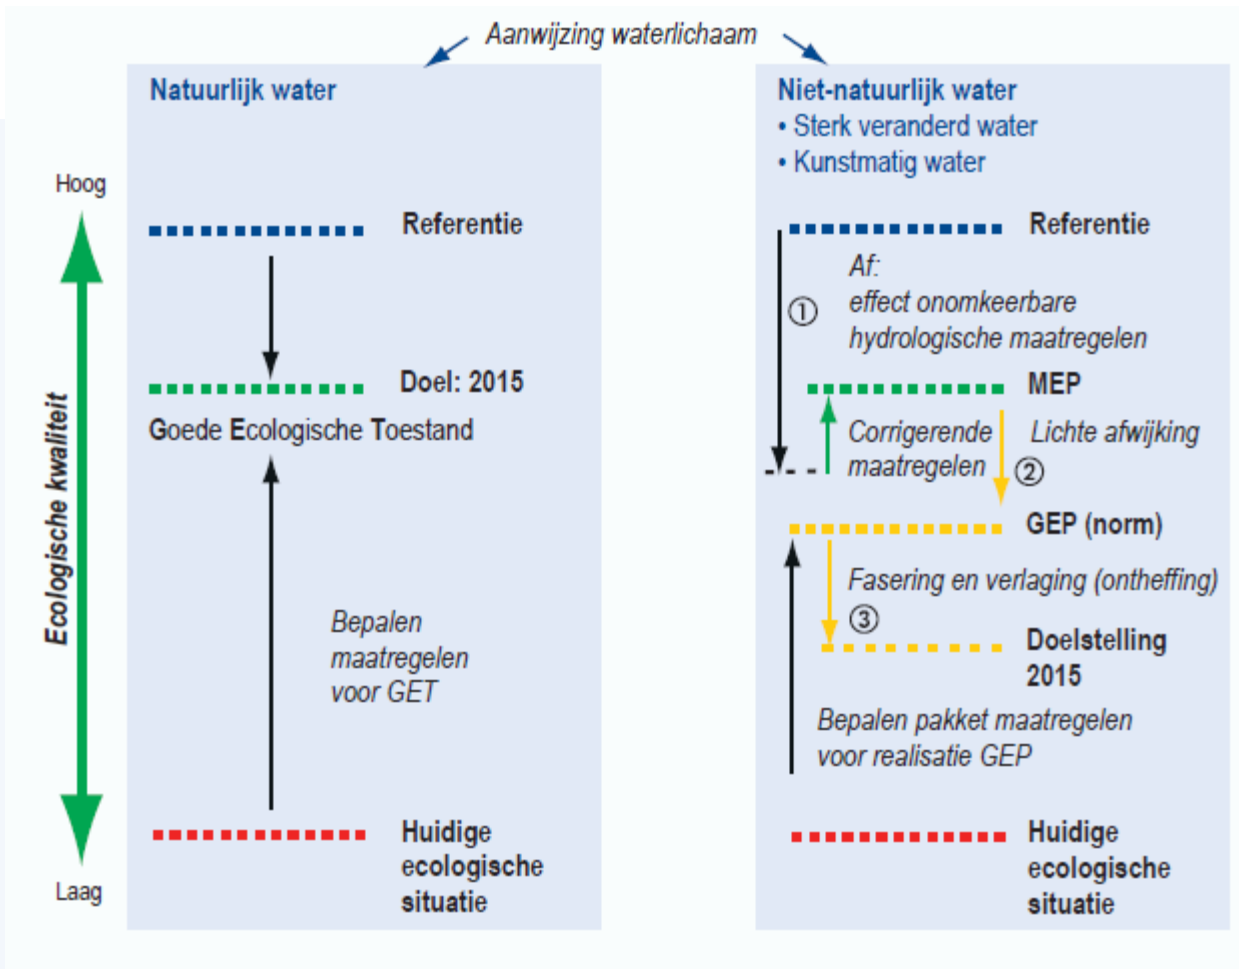 Aanwijzing waterlichaam
Natuurlijk water
Hoog
Referentie
Doel: 2015
Goede Ecologische Toestand
Ecologische kwaliteit
Bepalen
maatregelen
voor GET
Huidige
ecologische
situatie
Laag
Niet-natuurlijk water
• Sterk veranderd water
• Kunstmatig water
Referentie
Af:
① effect onomkeerbare
hydrologische maatregelen
MEP
Corrigerende
maatregelen
Lichte afwijking
②
GEP (norm)
Fasering en verlaging (ontheffing)
③
Doelstelling
2015
Bepalen pakket maatregelen
voor realisatie GEP
Huidige
ecologische
situatie